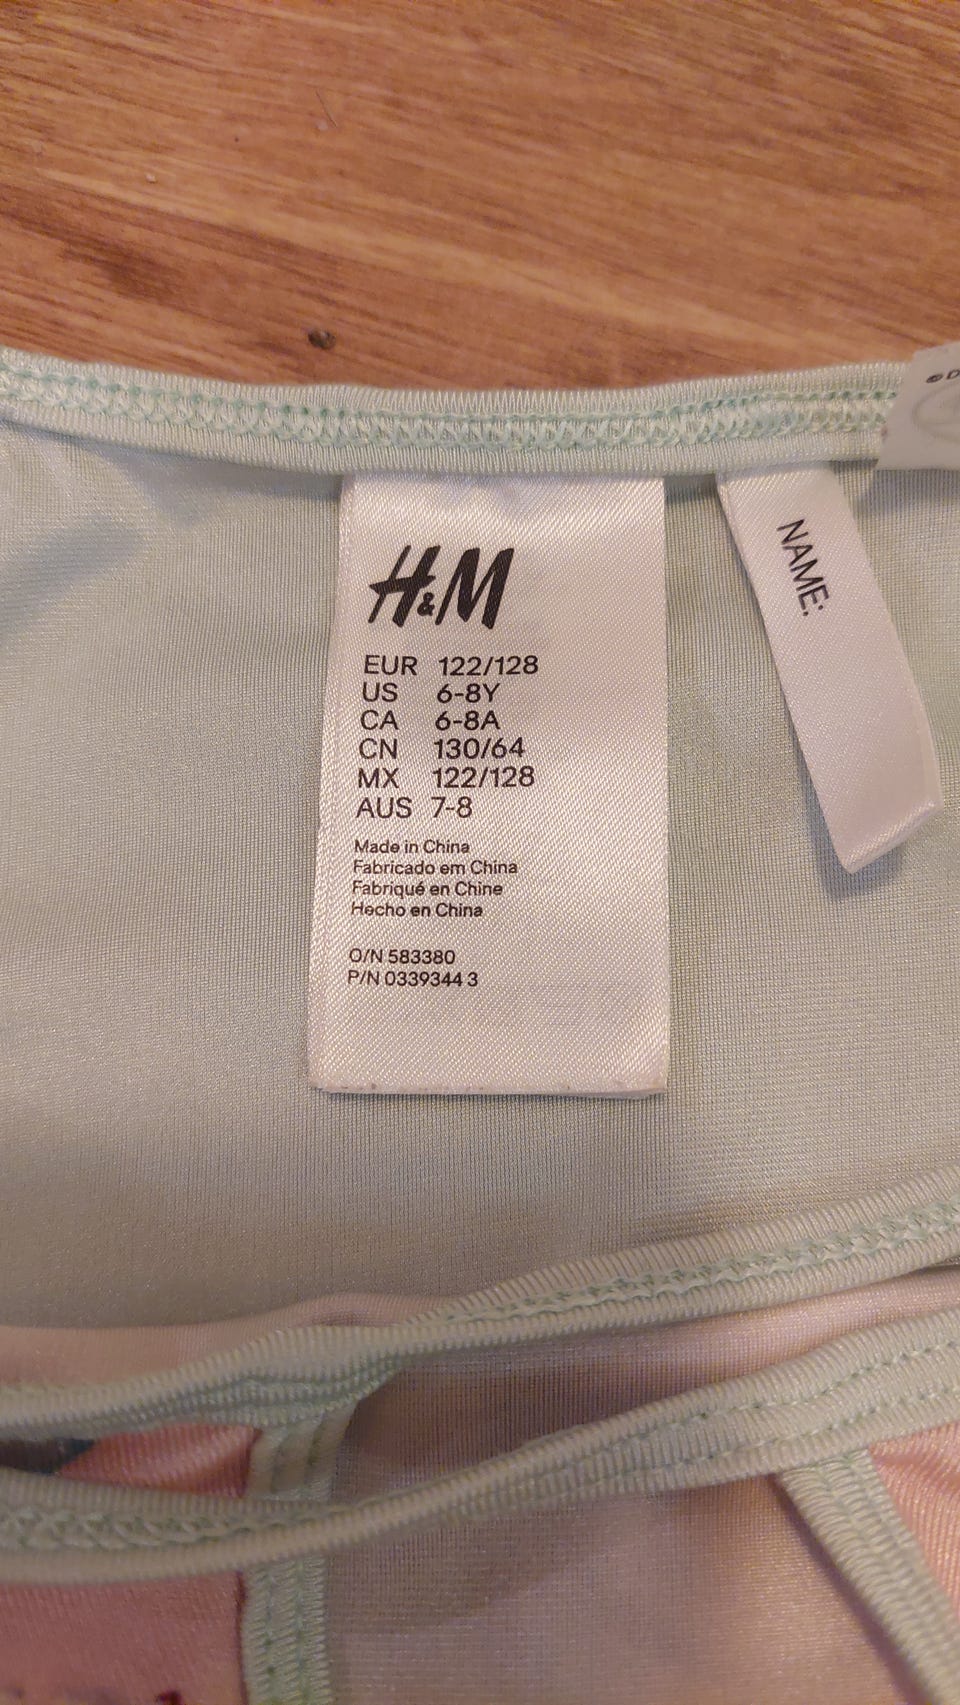 H&M
EUR 122/128
US 6-8Y
CA 6-8A
CN 130/64
MX 122/128
AUS 7-8
Made in China
Fabricado em China
Fabriqué en Chine
Hecho en China
O/N 583380
P/N 0339344 3
NAME: